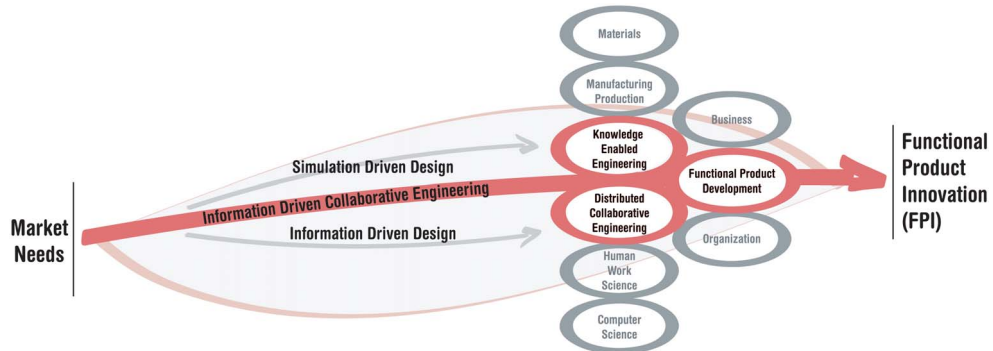 Market
Needs
Simulation Driven Design
Information Driven Collaborative Engineering
Information Driven Design
Materials
Manufacturing
Production
Knowledge
Enabled
Engineering
Distributed
Collaborative
Engineering
Human
Work
Science
Computer
Science
Business
Functional Product
Development
Organization
Functional
Product
Innovation
(FPI)